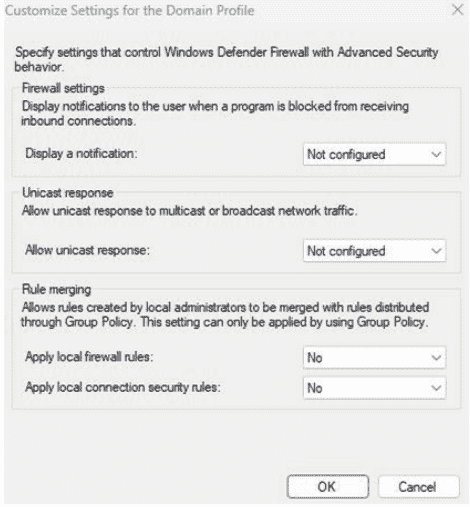 Customize Settings for the Domain Profile
Specify settings that control Windows Defender Firewall with Advanced Security
behavior.
Firewall settings
Display notifications to the user when a program is blocked from receiving
inbound connections.
Display a notification: Not configured
Unicast response
Allow unicast response to multicast or broadcast network traffic.
Allow unicast response: Not configured
Rule merging
Allows rules created by local administrators to be merged with rules distributed
through Group Policy. This setting can only be applied by using Group Policy.
Apply local firewall rules: No
Apply local connection security rules: No
OK Cancel